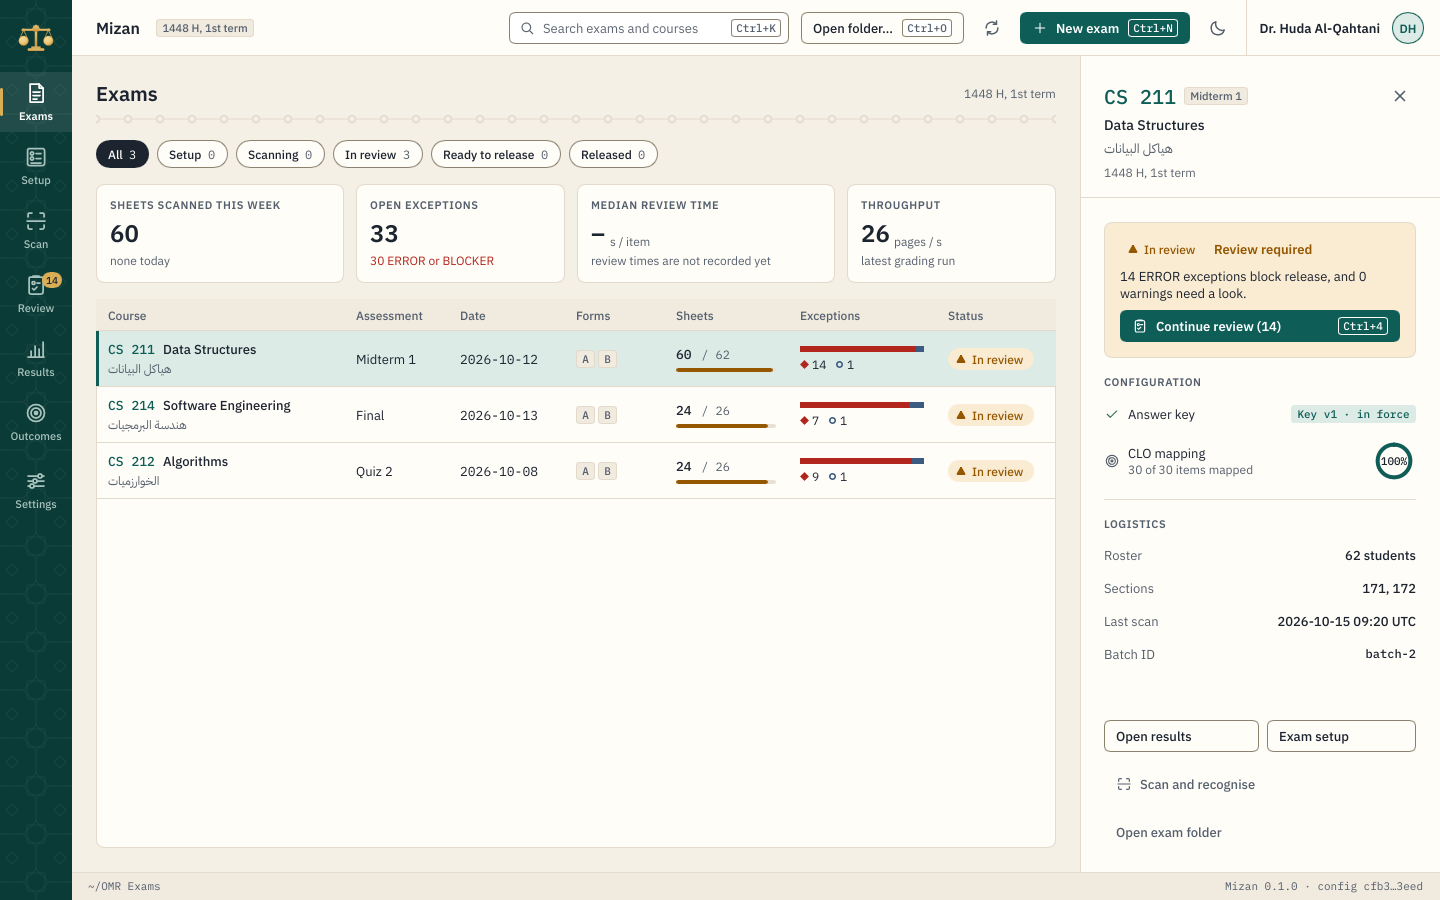 Mizan
1448 H, 1st term
Search exams and courses Ctrl+K
Open folder... Ctrl+O
New exam Ctrl+N
Dr. Huda Al-Qahtani
DH
Exams
Setup
Scan
14
Review
Results
Outcomes
Settings
Exams
1448 H, 1st term
All 3
Setup 0
Scanning 0
In review 3
Ready to release 0
Released 0
SHEETS SCANNED THIS WEEK
60
none today
OPEN EXCEPTIONS
33
30 ERROR or BLOCKER
MEDIAN REVIEW TIME
– s / item
review times are not recorded yet
THROUGHPUT
26 pages / s
latest grading run
Course Assessment Date Forms Sheets Exceptions Status
CS 211 Data Structures
هياكل البيانات
Midterm 1
2026-10-12
A B
60 / 62
14 1
In review
CS 214 Software Engineering
هندسة البرمجيات
Final
2026-10-13
A B
24 / 26
7 1
In review
CS 212 Algorithms
الخوارزميات
Quiz 2
2026-10-08
A B
24 / 26
9 1
In review
CS 211 Midterm 1
Data Structures
هياكل البيانات
1448 H, 1st term
In review Review required
14 ERROR exceptions block release, and 0
warnings need a look.
Continue review (14) Ctrl+4
CONFIGURATION
Answer key Key v1 · in force
CLO mapping
30 of 30 items mapped
100%
LOGISTICS
Roster 62 students
Sections 171, 172
Last scan 2026-10-15 09:20 UTC
Batch ID batch-2
Open results
Exam setup
Scan and recognise
Open exam folder
~/OMR Exams
Mizan 0.1.0 · config cfb3…3eed